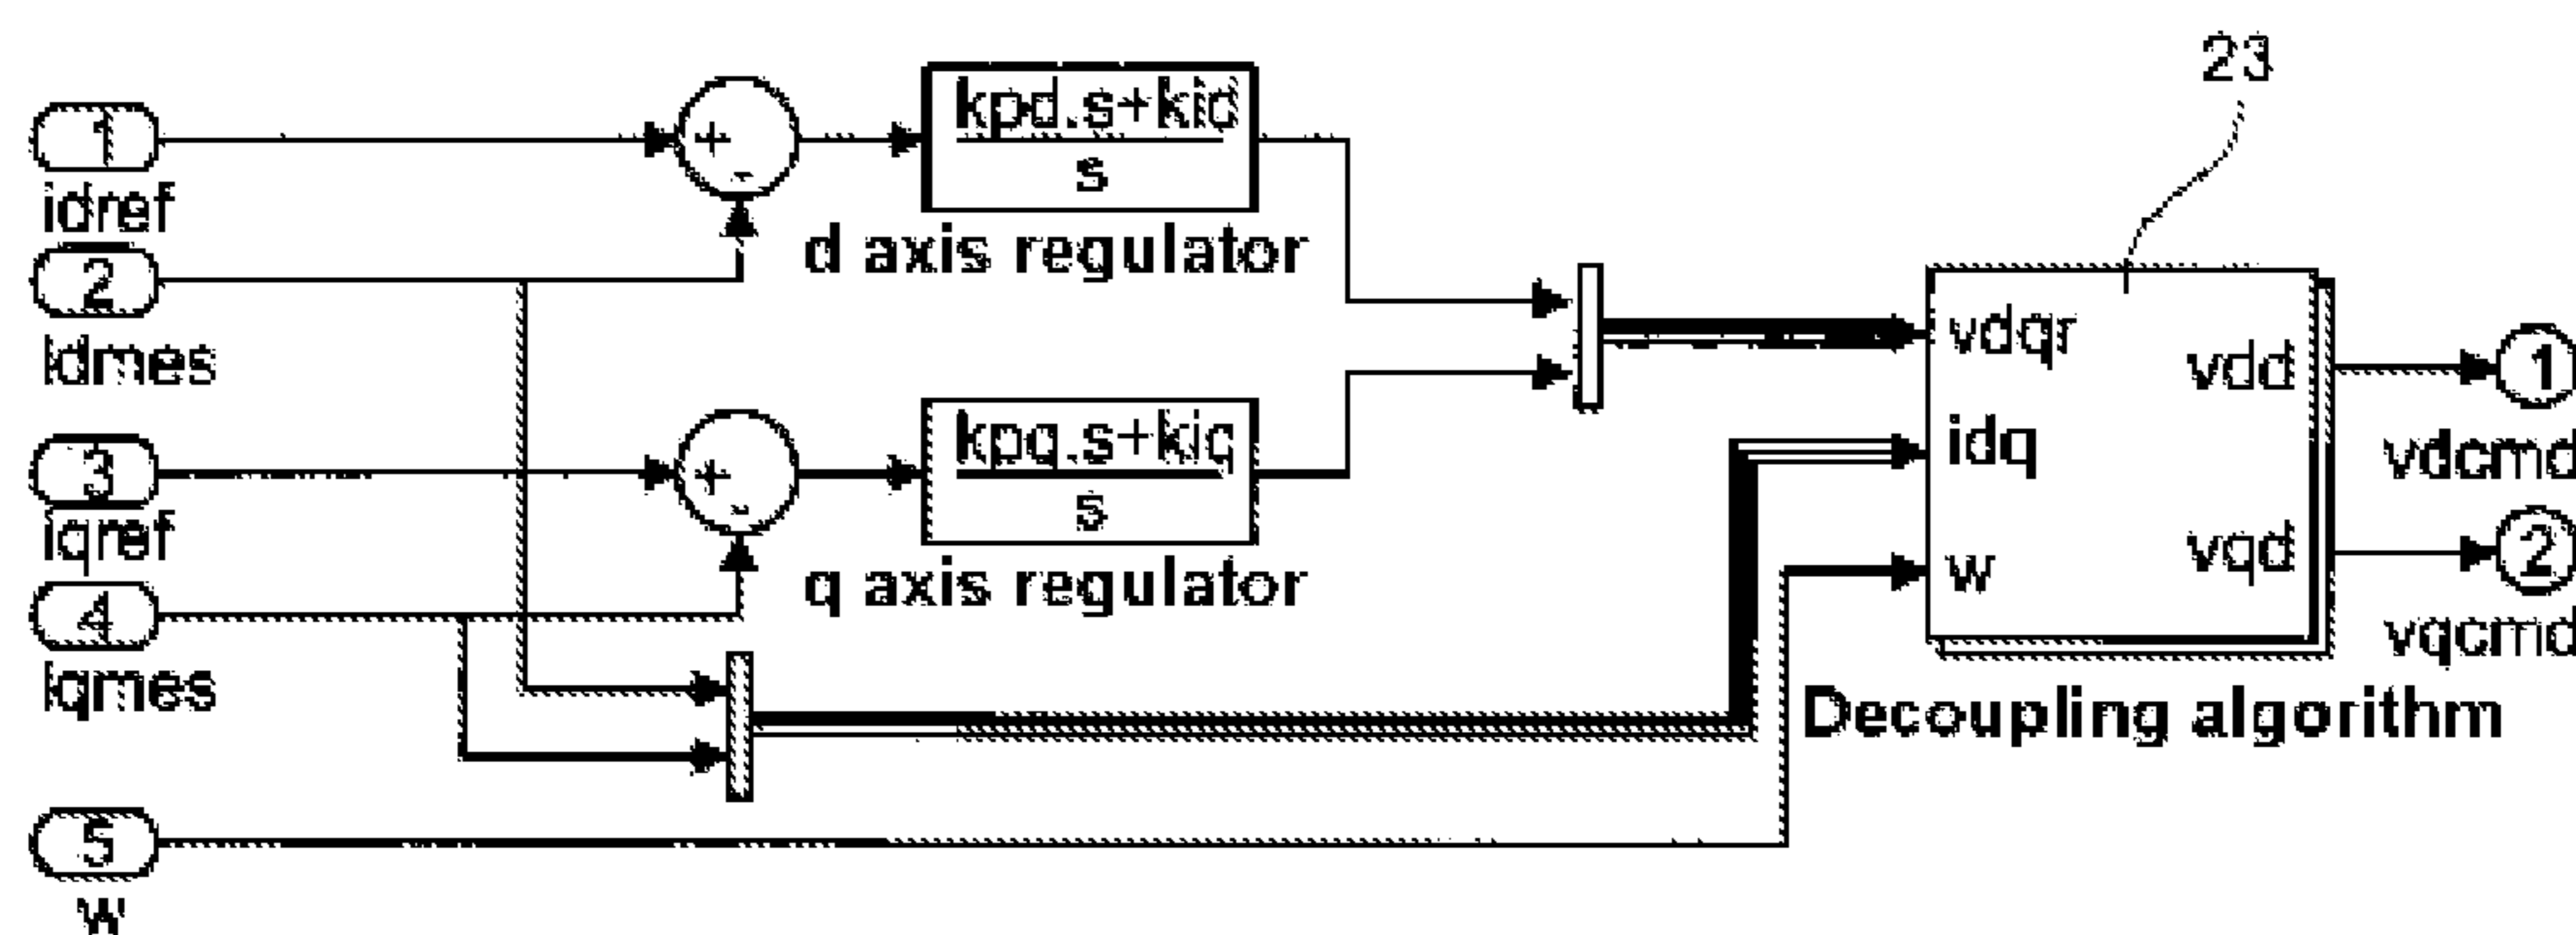 23
1
idref
2
idmes
3
iqref
4
iqmes
5
w
+
-
kpd.s+kid
s
d axis regulator
+
-
kpq.s+kiq
s
q axis regulator
vdqr
idq
w
vdd
vqd
Decoupling algorithm
1
vdcmd
2
vqcmd